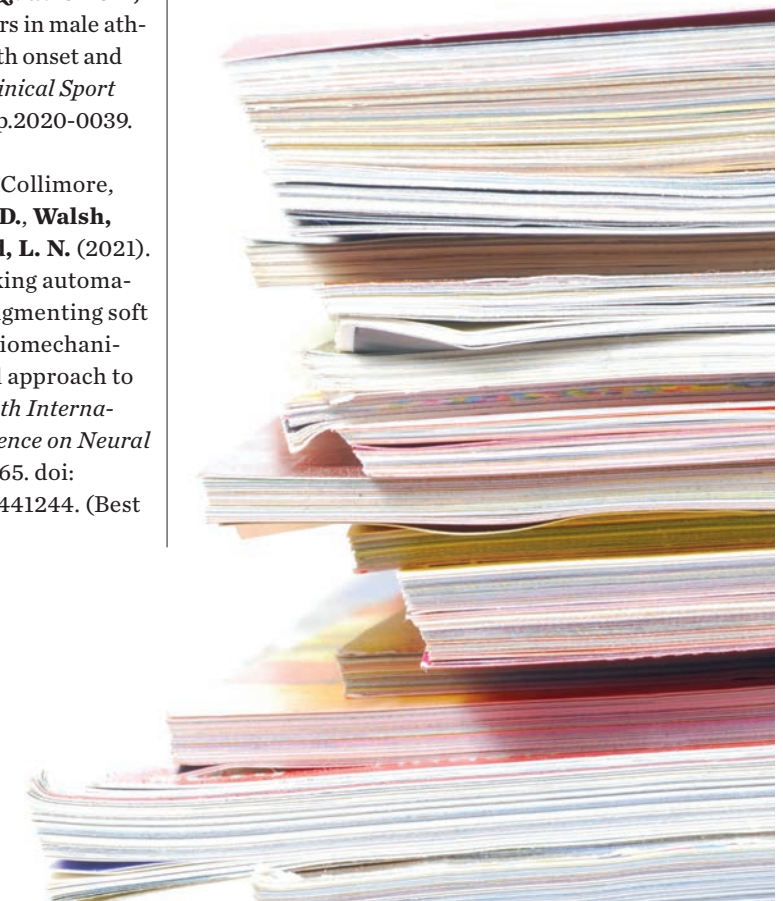 rs in male ath-
th onset and
inical Sport
p.2020-0039.
Collimore,
D., Walsh,
l, L. N. (2021).
king automa-
gmenting soft
iomechani-
l approach to
th Interna-
ence on Neural
65. doi:
441244. (Best